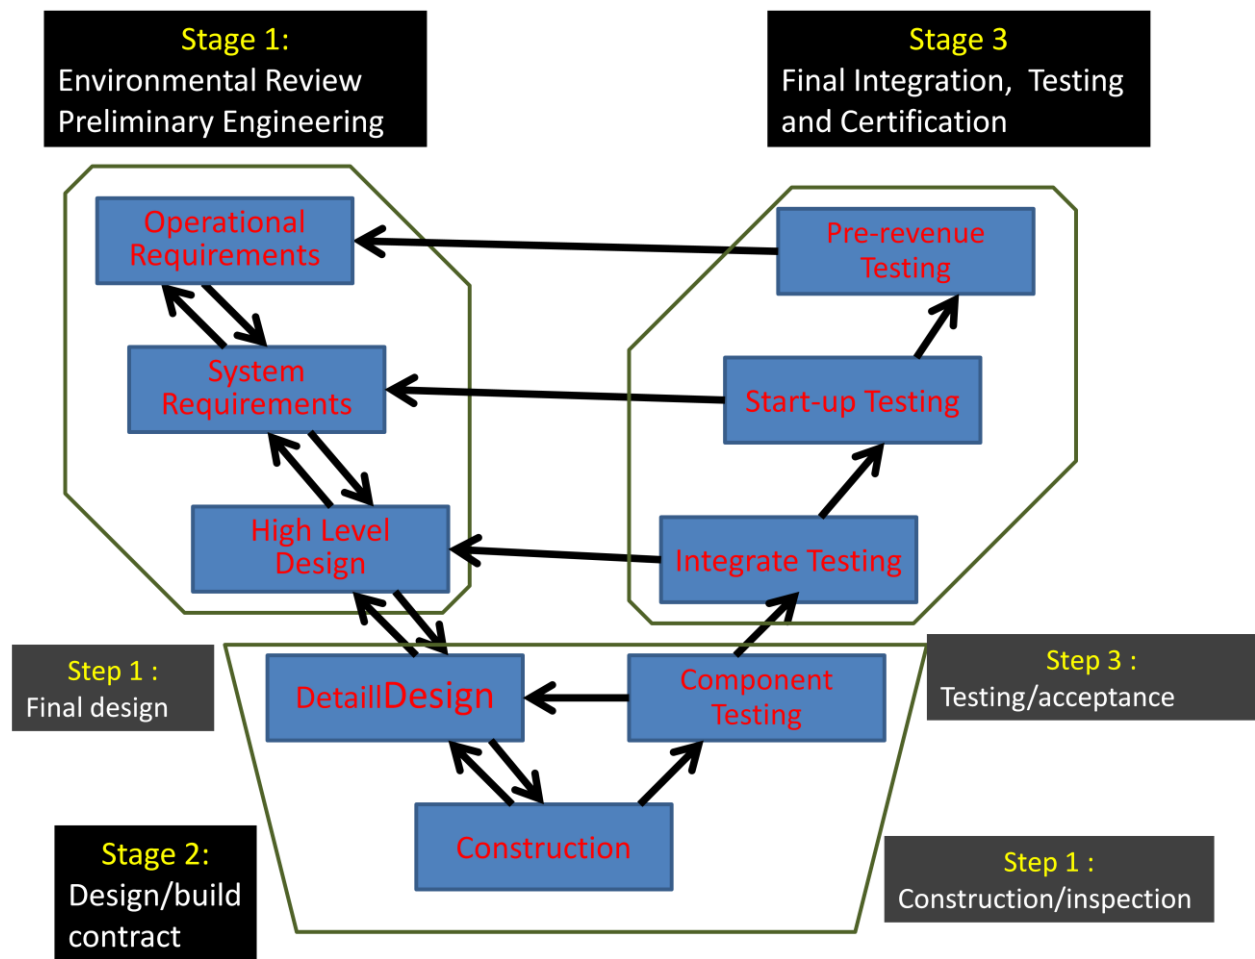 Stage 1:
Environmental Review
Preliminary Engineering
Stage 3
Final Integration, Testing
and Certification
Operational
Requirements
Pre-revenue
Testing
System
Requirements
Start-up Testing
High Level
Design
Integrate Testing
Step 1 :
Final design
DetaillDesign
Component
Testing
Step 3 :
Testing/acceptance
Construction
Stage 2:
Design/build
contract
Step 1 :
Construction/inspection